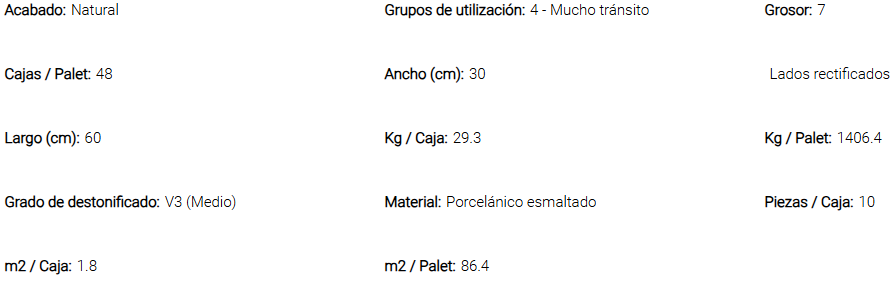 Acabado: Natural
Grupos de utilización: 4 - Mucho tránsito
Grosor: 7
Cajas / Palet: 48
Ancho (cm): 30
Lados rectificados
Largo (cm): 60
Kg / Caja: 29.3
Kg / Palet: 1406.4
Grado de destonificado: V3 (Medio)
Material: Porcelánico esmaltado
Piezas / Caja: 10
m2 / Caja: 1.8
m2 / Palet: 86.4